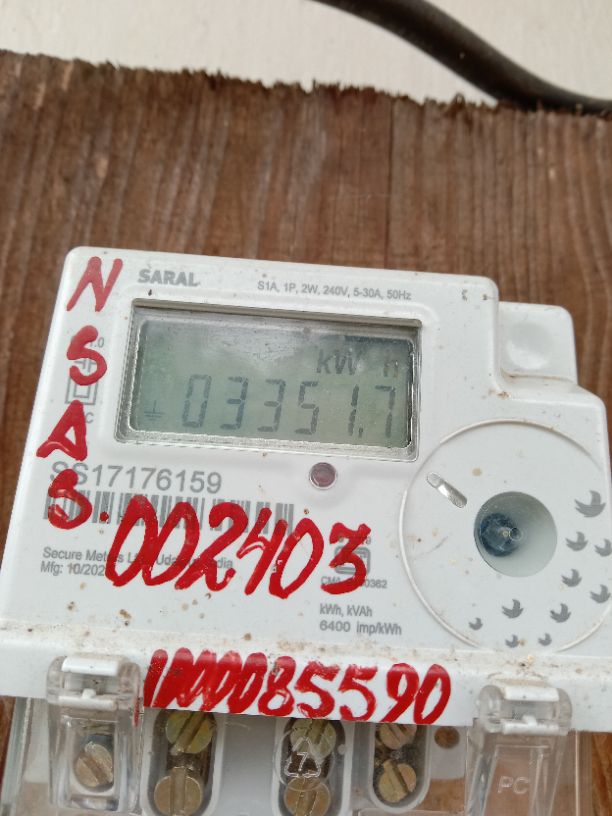 SARAL
S1A, 1P, 2W, 240V, 5-30A, 50Hz
N
S
A
B.
kW h
03351.7
SS17176159
002403
Secure Meters
Mfg: 10/202
kWh, kVAh
6400 imp/kWh
0085590
PC